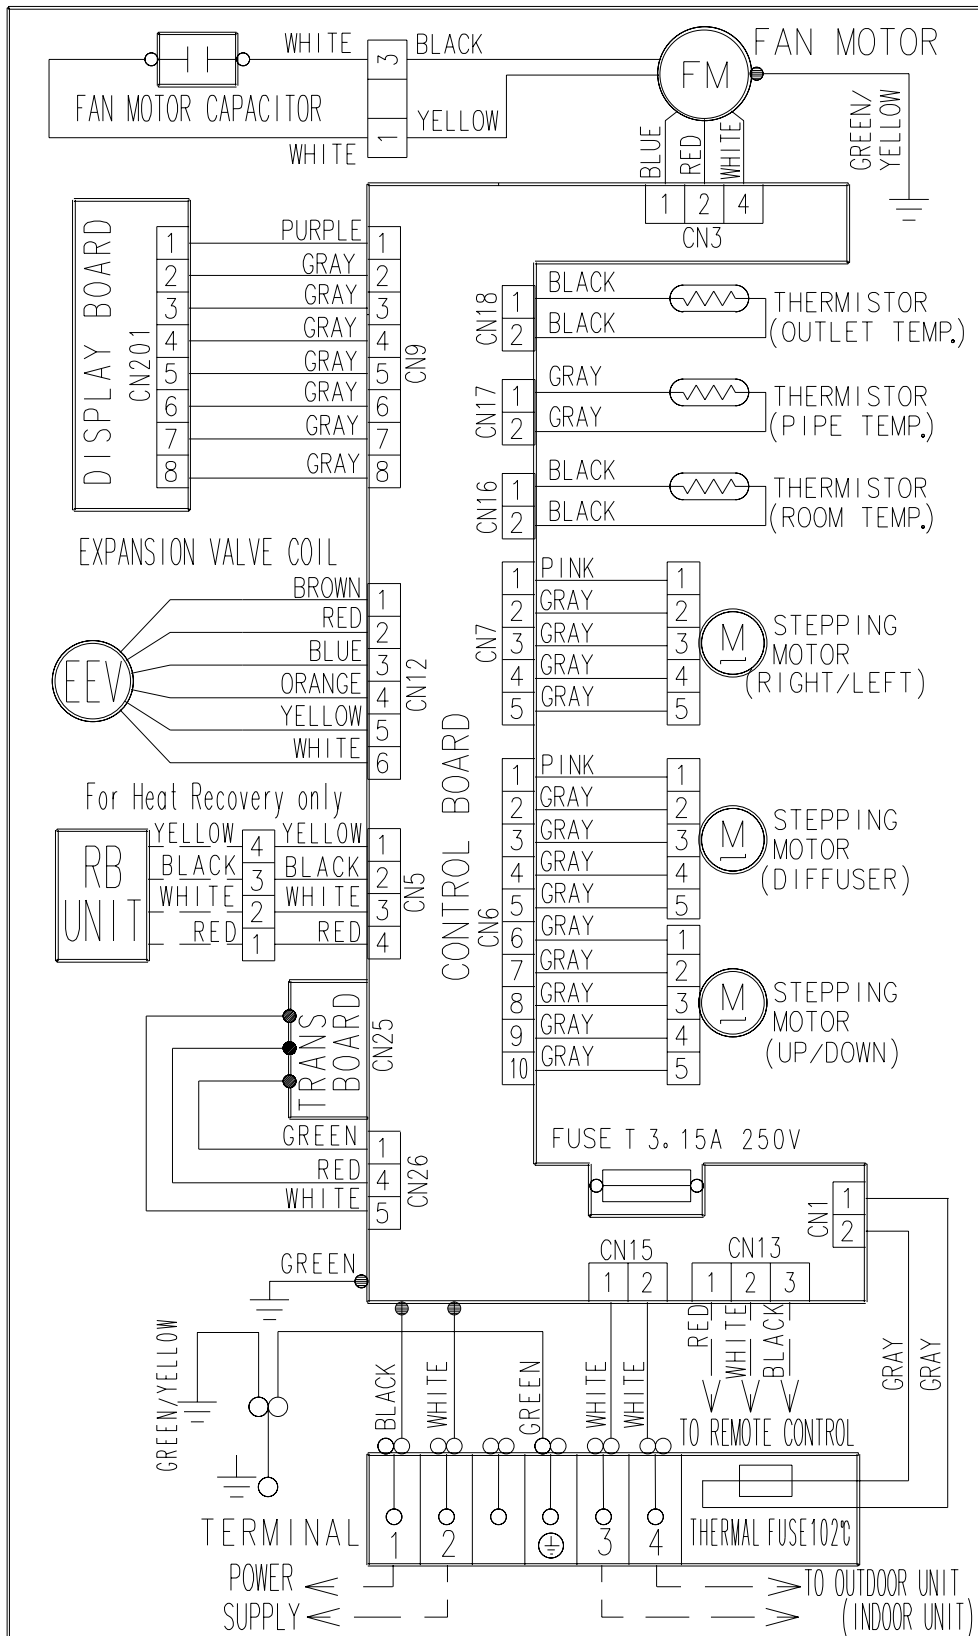 WHITE
3
BLACK
FAN MOTOR
FM
FAN MOTOR CAPACITOR
1
YELLOW
WHITE
GREEN/
YELLOW
BLUE
RED
WHITE
1 2 4
CN3
DISPLAY BOARD
CN201
1 PURPLE 1
2 GRAY 2
3 GRAY 3
4 GRAY 4
5 GRAY 5
6 GRAY 6
7 GRAY 7
8 GRAY 8
CN9
CN18
1 BLACK
2 BLACK
THERMISTOR
(OUTLET TEMP.)
CN17
1 GRAY
2 GRAY
THERMISTOR
(PIPE TEMP.)
CN16
1 BLACK
2 BLACK
THERMISTOR
(ROOM TEMP.)
EXPANSION VALVE COIL
EEV
BROWN 1
RED 2
BLUE 3
ORANGE 4
YELLOW 5
WHITE 6
CN12
CN7
1 PINK 1
2 GRAY 2
3 GRAY 3
4 GRAY 4
5 GRAY 5
M
STEPPING
MOTOR
(RIGHT/LEFT)
CONTROL BOARD
CN6
1 PINK 1
2 GRAY 2
3 GRAY 3
4 GRAY 4
5 GRAY 5
M
STEPPING
MOTOR
(DIFFUSER)
6 GRAY 1
7 GRAY 2
8 GRAY 3
9 GRAY 4
10 GRAY 5
M
STEPPING
MOTOR
(UP/DOWN)
For Heat Recovery only
RB
UNIT
YELLOW 4 YELLOW 1
BLACK 3 BLACK 2
WHITE 2 WHITE 3
RED 1 RED 4
CN5
TRANS
BOARD
CN25
GREEN 1
RED 4
WHITE 5
CN26
FUSE T 3.15A 250V
CN1
1
2
CN15
1 2
CN13
1 2 3
GREEN
GREEN/YELLOW
BLACK
WHITE
GREEN
WHITE
WHITE
RED
WHITE
BLACK
GRAY
GRAY
TO REMOTE CONTROL
TERMINAL
1 2 3 4
THERMAL FUSE102℃
POWER
SUPPLY
TO OUTDOOR UNIT
(INDOOR UNIT)